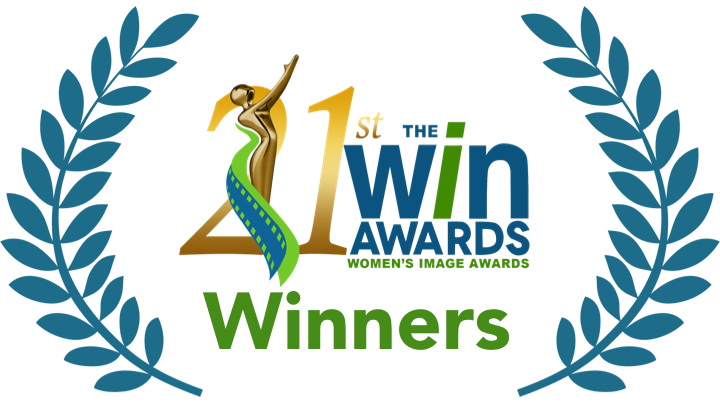 21st
THE
win
AWARDS
WOMEN'S IMAGE AWARDS
Winners